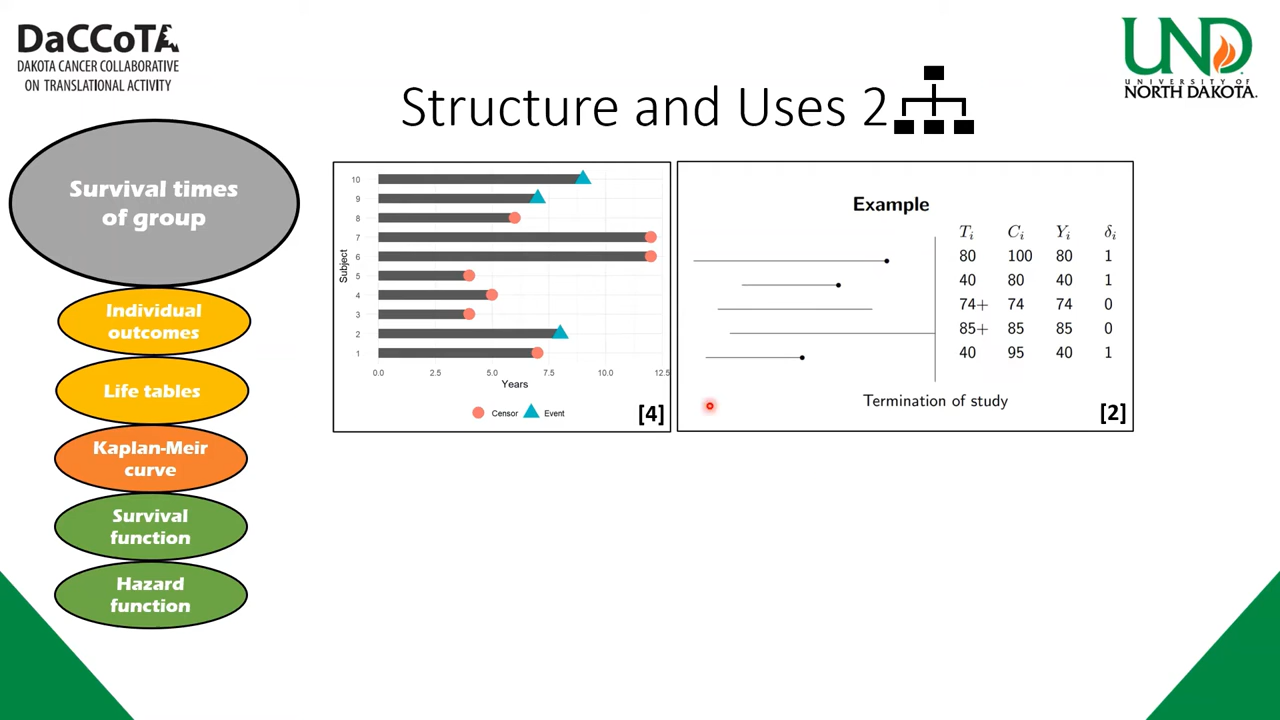 DaCCoTA
DAKOTA CANCER COLLABORATIVE
ON TRANSLATIONAL ACTIVITY
UND
UNIVERSITY OF
NORTH DAKOTA.
Structure and Uses 2
Survival times
of group
Individual
outcomes
Life tables
Kaplan-Meir
curve
Survival
function
Hazard
function
Subject
10
9
8
7
6
5
4
3
2
1
0.0 2.5 5.0 7.5 10.0 12.5
Years
Censor Event
[4]
Example
Ti Ci Yi δi
80 100 80 1
40 80 40 1
74+ 74 74 0
85+ 85 85 0
40 95 40 1
Termination of study
[2]